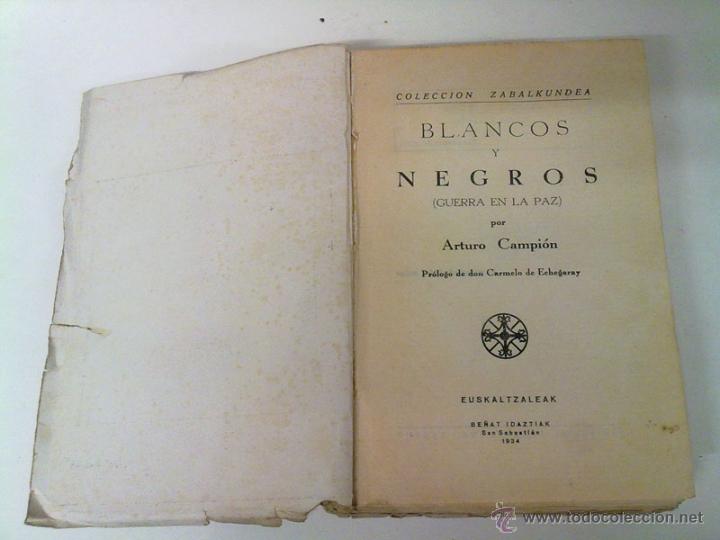 COLECCION ZABALKUNDEA
BLANCOS
Y
NEGROS
(GUERRA EN LA PAZ)
por
Arturo Campión
Prólogo de don Carmelo de Echegaray
EUSKALTZALEAK
BEÑAT IDAZTIAK
San Sebastián
1934
© www.todocoleccion.net